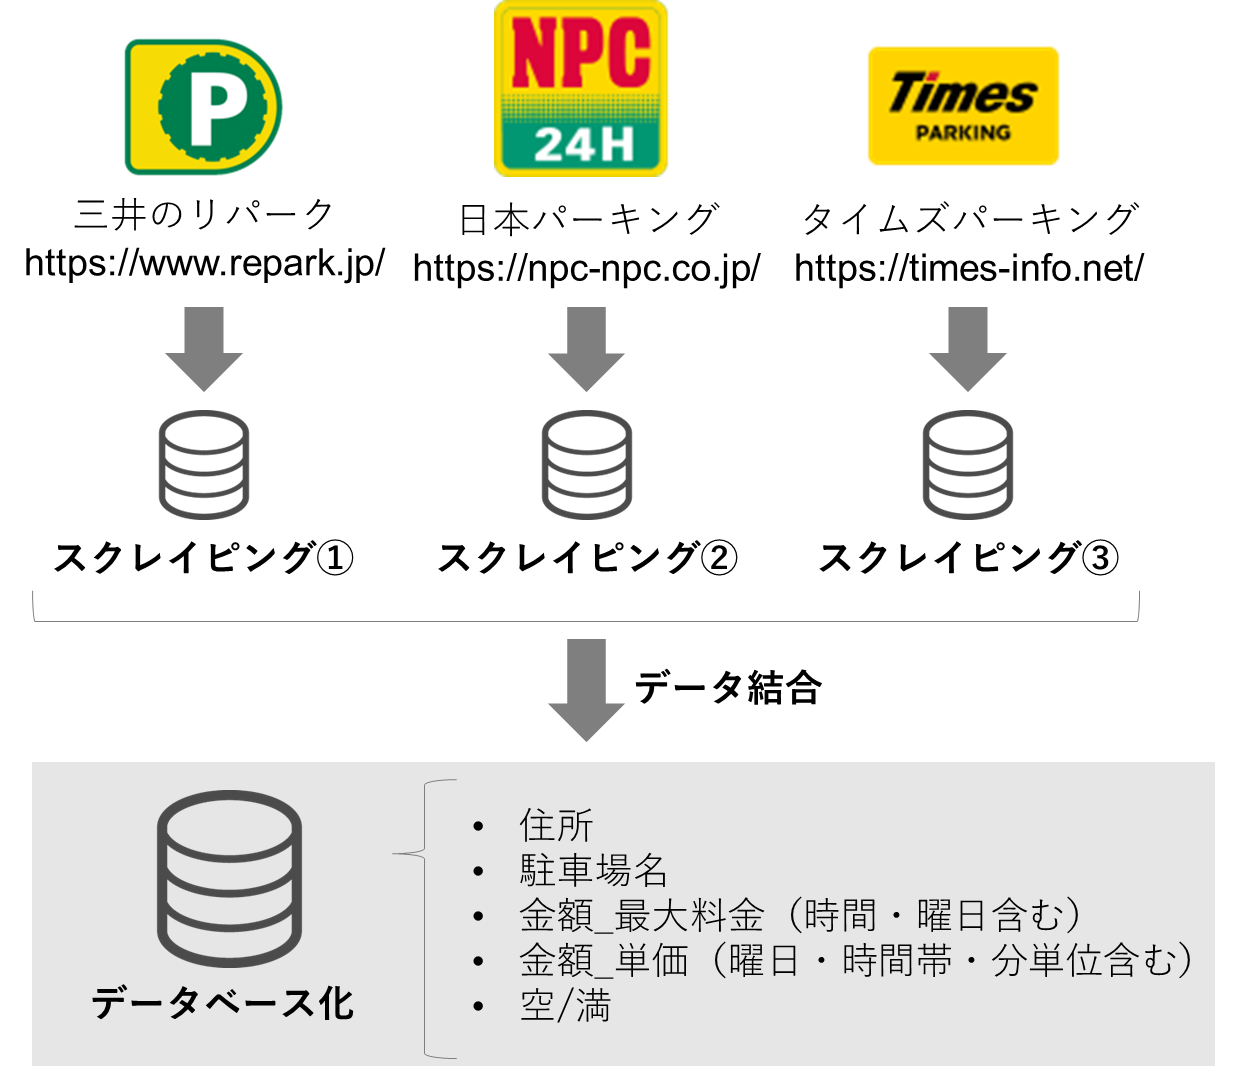 P
NPC
24H
Times
PARKING
三井のリパーク
https://www.repark.jp/
日本パーキング
https://npc-npc.co.jp/
タイムズパーキング
https://times-info.net/
スクレイピング①
スクレイピング②
スクレイピング③
データ結合
データベース化
• 住所
• 駐車場名
• 金額_最大料金（時間・曜日含む）
• 金額_単価（曜日・時間帯・分単位含む）
• 空/満